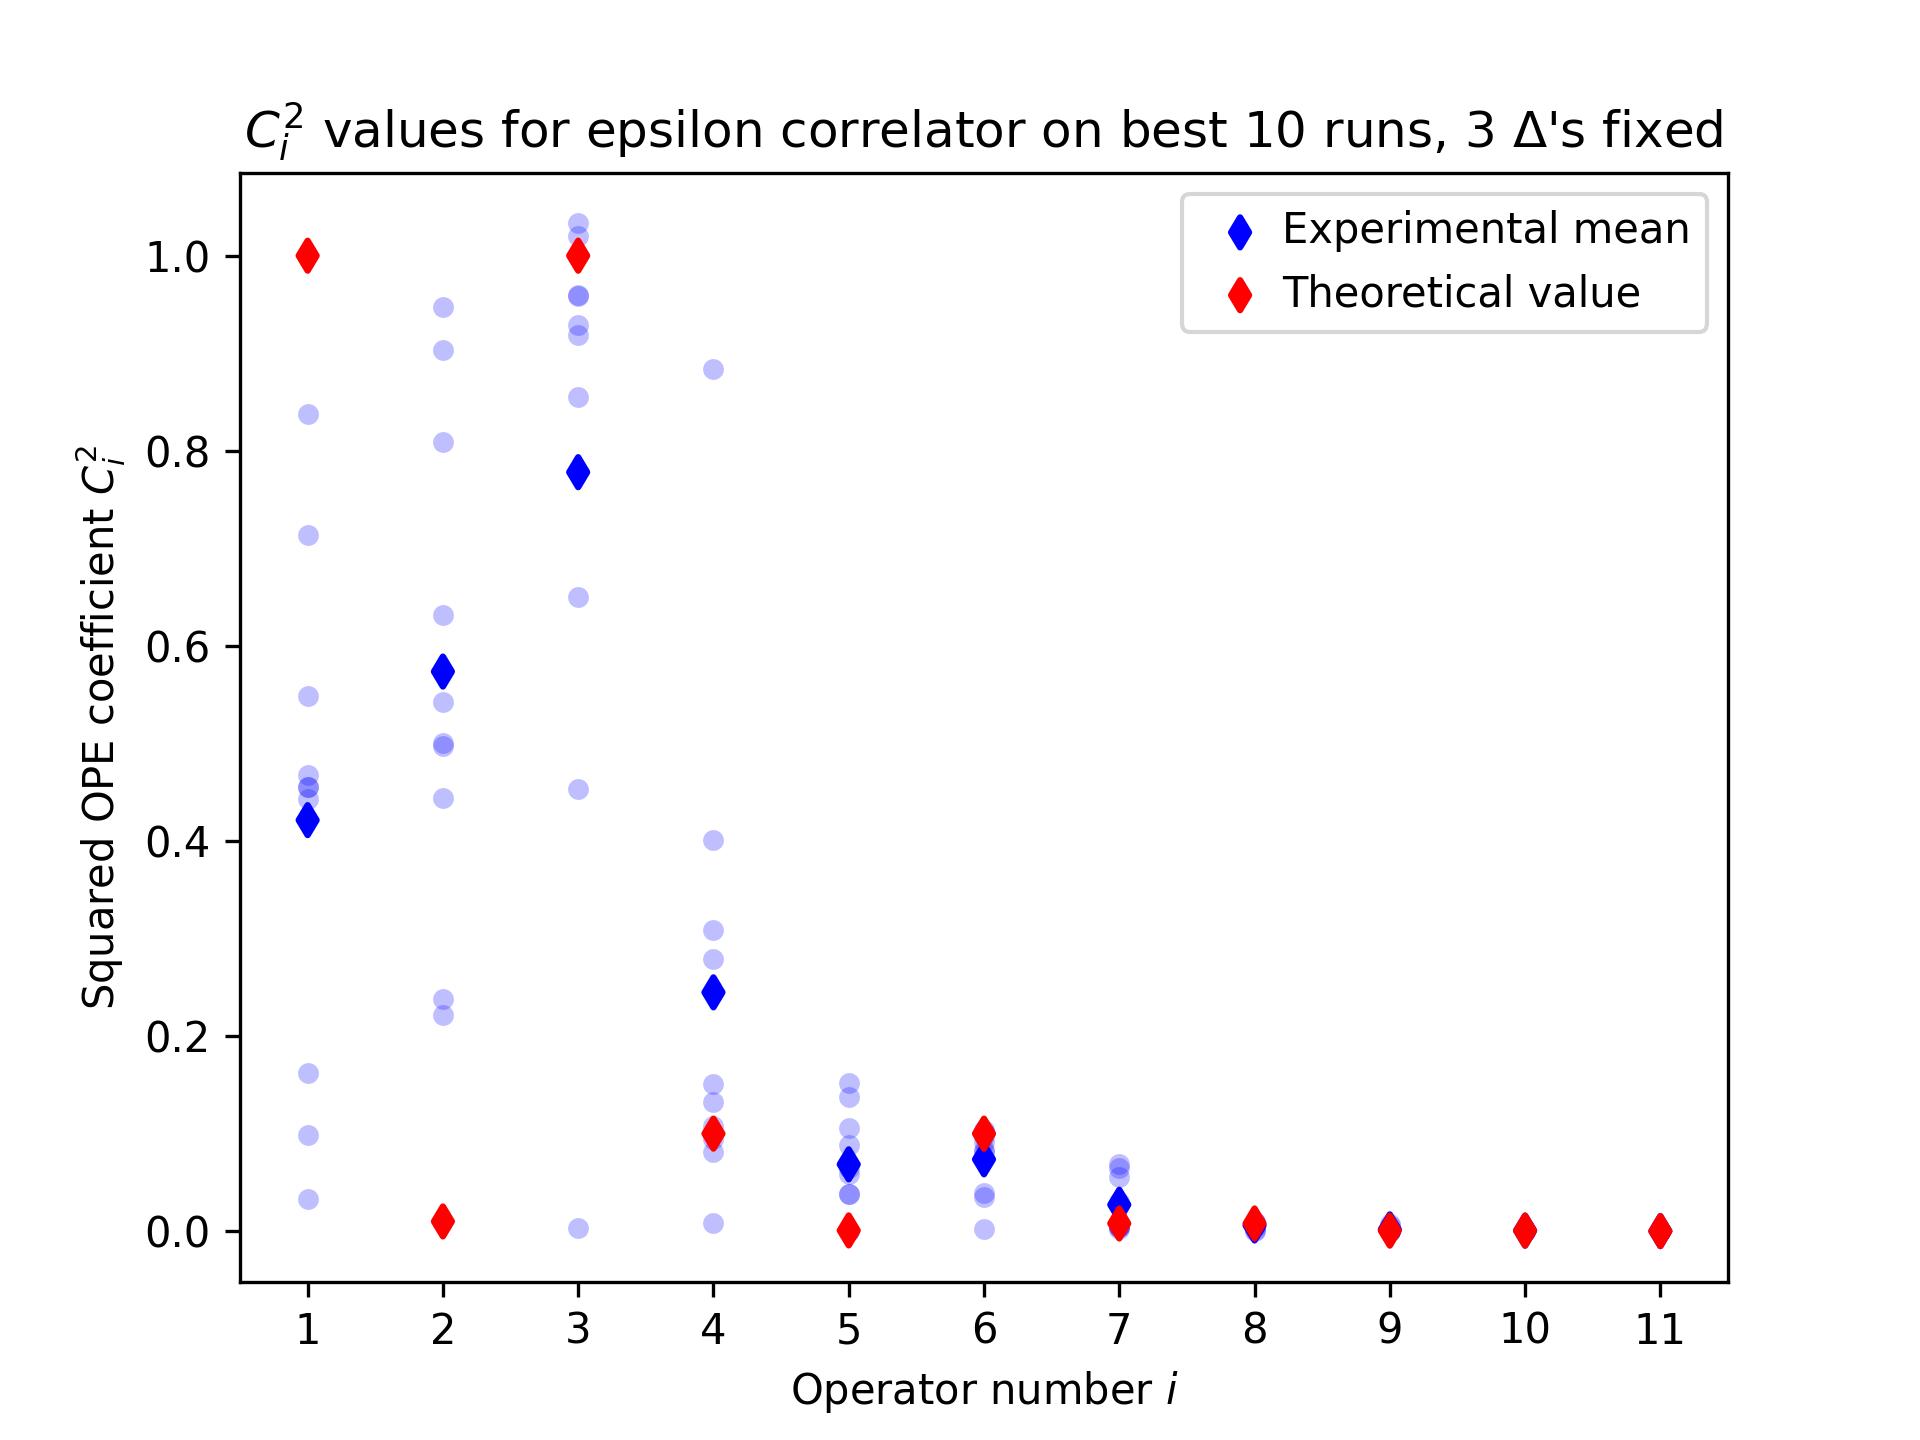 $C_i^2$ values for epsilon correlator on best 10 runs, 3 Δ's fixed
Experimental mean
Theoretical value
Squared OPE coefficient $C_i^2$
1.0
0.8
0.6
0.4
0.2
0.0
1 2 3 4 5 6 7 8 9 10 11
Operator number i